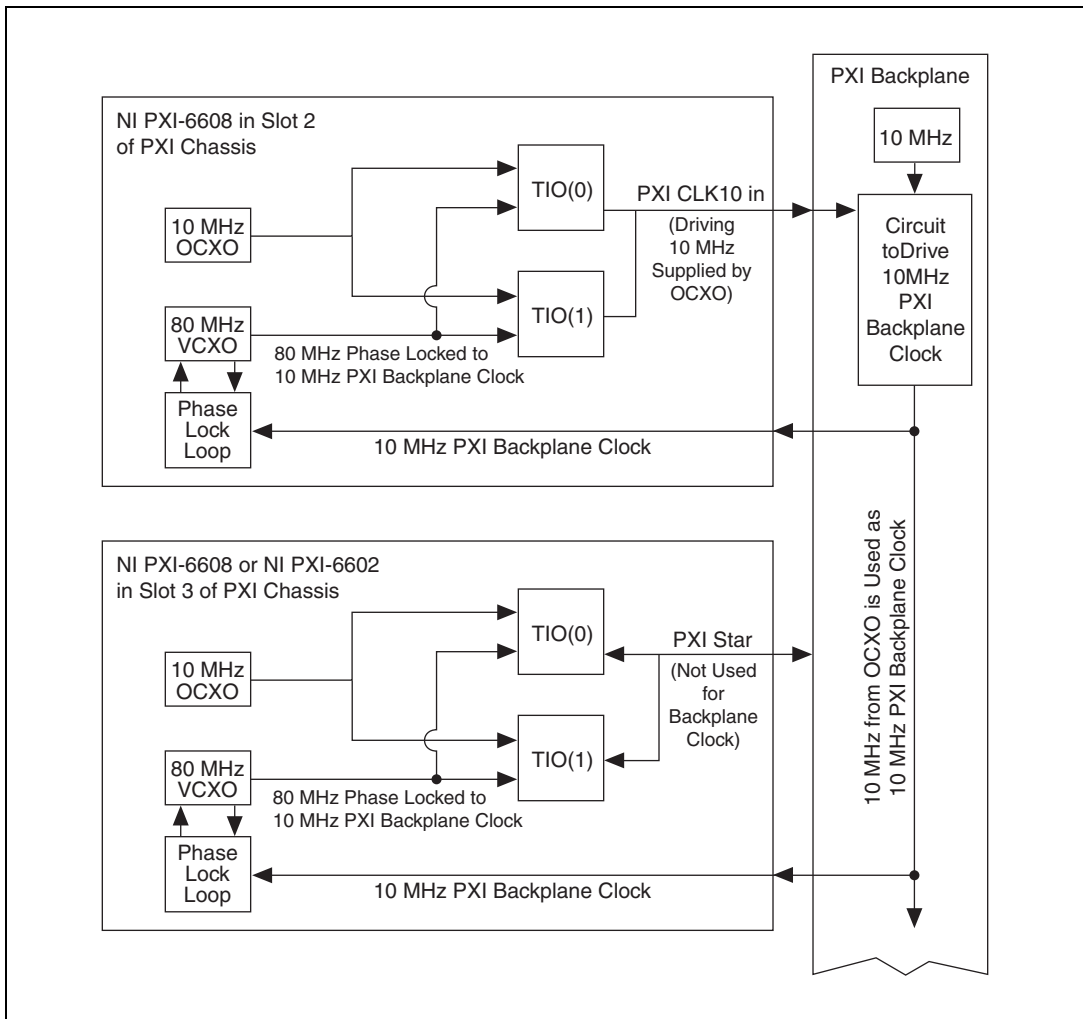 PXI Backplane
10 MHz
Circuit
toDrive
10MHz
PXI
Backplane
Clock
NI PXI-6608 in Slot 2
of PXI Chassis
10 MHz
OCXO
80 MHz
VCXO
Phase
Lock
Loop
TIO(0)
TIO(1)
PXI CLK10 in
(Driving
10 MHz
Supplied by
OCXO)
80 MHz Phase Locked to
10 MHz PXI Backplane Clock
10 MHz PXI Backplane Clock
NI PXI-6608 or NI PXI-6602
in Slot 3 of PXI Chassis
10 MHz
OCXO
80 MHz
VCXO
Phase
Lock
Loop
TIO(0)
TIO(1)
PXI Star
(Not Used
for
Backplane
Clock)
80 MHz Phase Locked to
10 MHz PXI Backplane Clock
10 MHz PXI Backplane Clock
10 MHz from OCXO is Used as
10 MHz PXI Backplane Clock